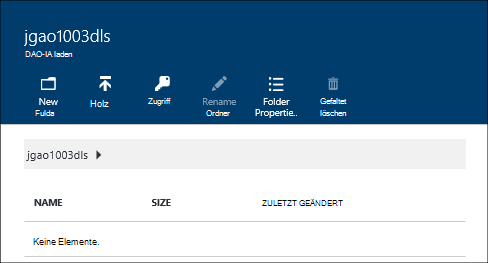 jgao1003dls
DAO-IA laden
New
Fulda
Holz
Zugriff
Rename
Ordner
Folder
Propertie..
Gefaltet
löschen
jgao1003dls
NAME SIZE ZULETZT GEÄNDERT
Keine Elemente.